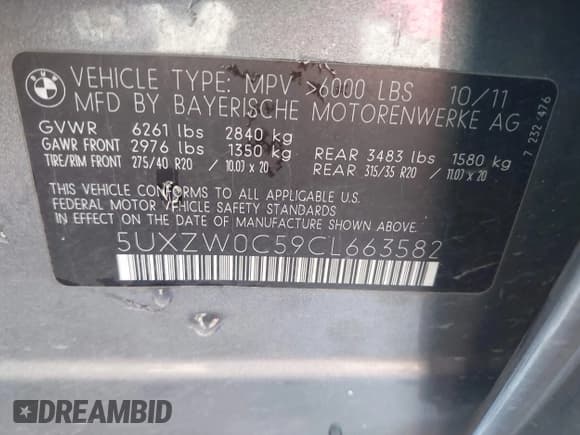 BMW
VEHICLE TYPE: MPV >6000 LBS 10/11
MFD BY BAYERISCHE MOTORENWERKE AG
GVWR 6261 lbs 2840 kg
GAWR FRONT 2976 lbs 1350 kg REAR 3483 lbs 1580 kg
TIRE/RIM FRONT 275/40 R20 / 10.07 x 20 REAR 315/35 R20 / 11.07 x 20
7 232 476
THIS VEHICLE CONFORMS TO ALL APPLICABLE U.S.
FEDERAL MOTOR VEHICLE SAFETY STANDARDS
IN EFFECT ON THE DATE OF MANUFACTURE SHOWN ABOVE.
5UXZW0C59CL663582
DREAMBID